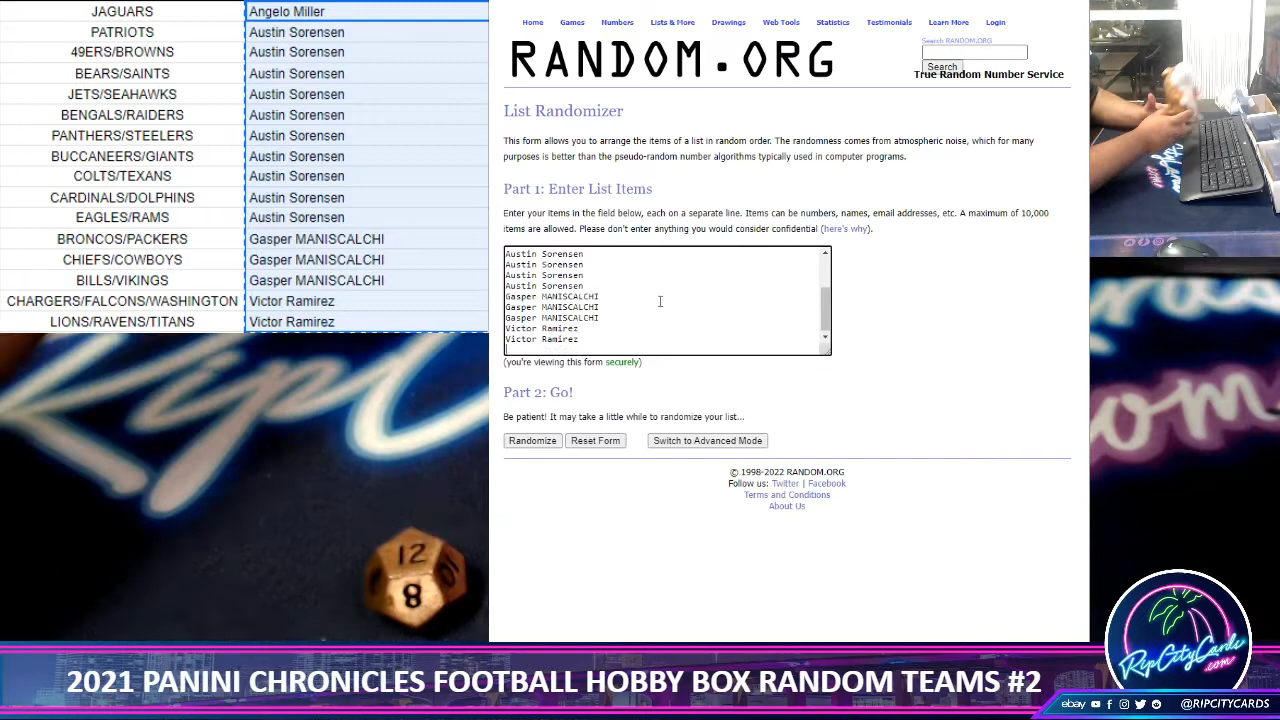 JAGUARS Angelo Miller
PATRIOTS Austin Sorensen
49ERS/BROWNS Austin Sorensen
BEARS/SAINTS Austin Sorensen
JETS/SEAHAWKS Austin Sorensen
BENGALS/RAIDERS Austin Sorensen
PANTHERS/STEELERS Austin Sorensen
BUCCANEERS/GIANTS Austin Sorensen
COLTS/TEXANS Austin Sorensen
CARDINALS/DOLPHINS Austin Sorensen
EAGLES/RAMS Austin Sorensen
BRONCOS/PACKERS Gasper MANISCALCHI
CHIEFS/COWBOYS Gasper MANISCALCHI
BILLS/VIKINGS Gasper MANISCALCHI
CHARGERS/FALCONS/WASHINGTON Victor Ramirez
LIONS/RAVENS/TITANS Victor Ramirez
Home Games Numbers Lists & More Drawings Web Tools Statistics Testimonials Learn More Login
RANDOM.ORG
Search RANDOM.ORG
Search
True Random Number Service
List Randomizer
This form allows you to arrange the items of a list in random order. The randomness comes from atmospheric noise, which for many
purposes is better than the pseudo-random number algorithms typically used in computer programs.
Part 1: Enter List Items
Enter your items in the field below, each on a separate line. Items can be numbers, names, email addresses, etc. A maximum of 10,000
items are allowed. Please don't enter anything you would consider confidential (here's why).
Austin Sorensen
Austin Sorensen
Austin Sorensen
Austin Sorensen
Gasper MANISCALCHI
Gasper MANISCALCHI
Gasper MANISCALCHI
Victor Ramirez
Victor Ramirez
(you're viewing this form securely)
Part 2: Go!
Be patient! It may take a little while to randomize your list...
Randomize Reset Form Switch to Advanced Mode
© 1998-2022 RANDOM.ORG
Follow us: Twitter | Facebook
Terms and Conditions
About Us
12
8
2021 PANINI CHRONICLES FOOTBALL HOBBY BOX RANDOM TEAMS #2
RipCityCards
.com
ebay @RIPCITYCARDS